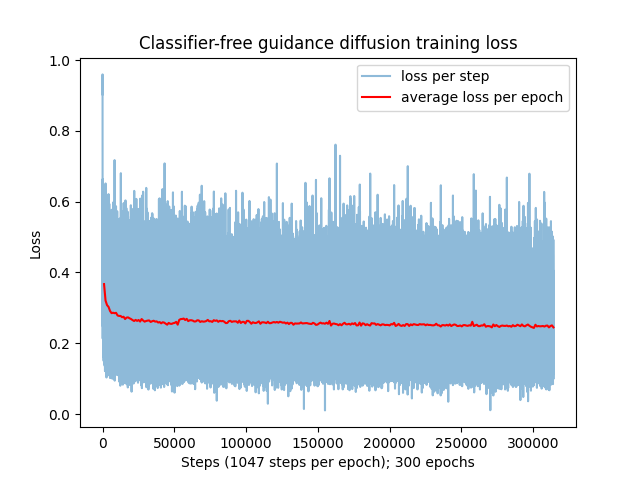 Classifier-free guidance diffusion training loss
loss per step
average loss per epoch
Loss
1.0
0.8
0.6
0.4
0.2
0.0
0 50000 100000 150000 200000 250000 300000
Steps (1047 steps per epoch); 300 epochs